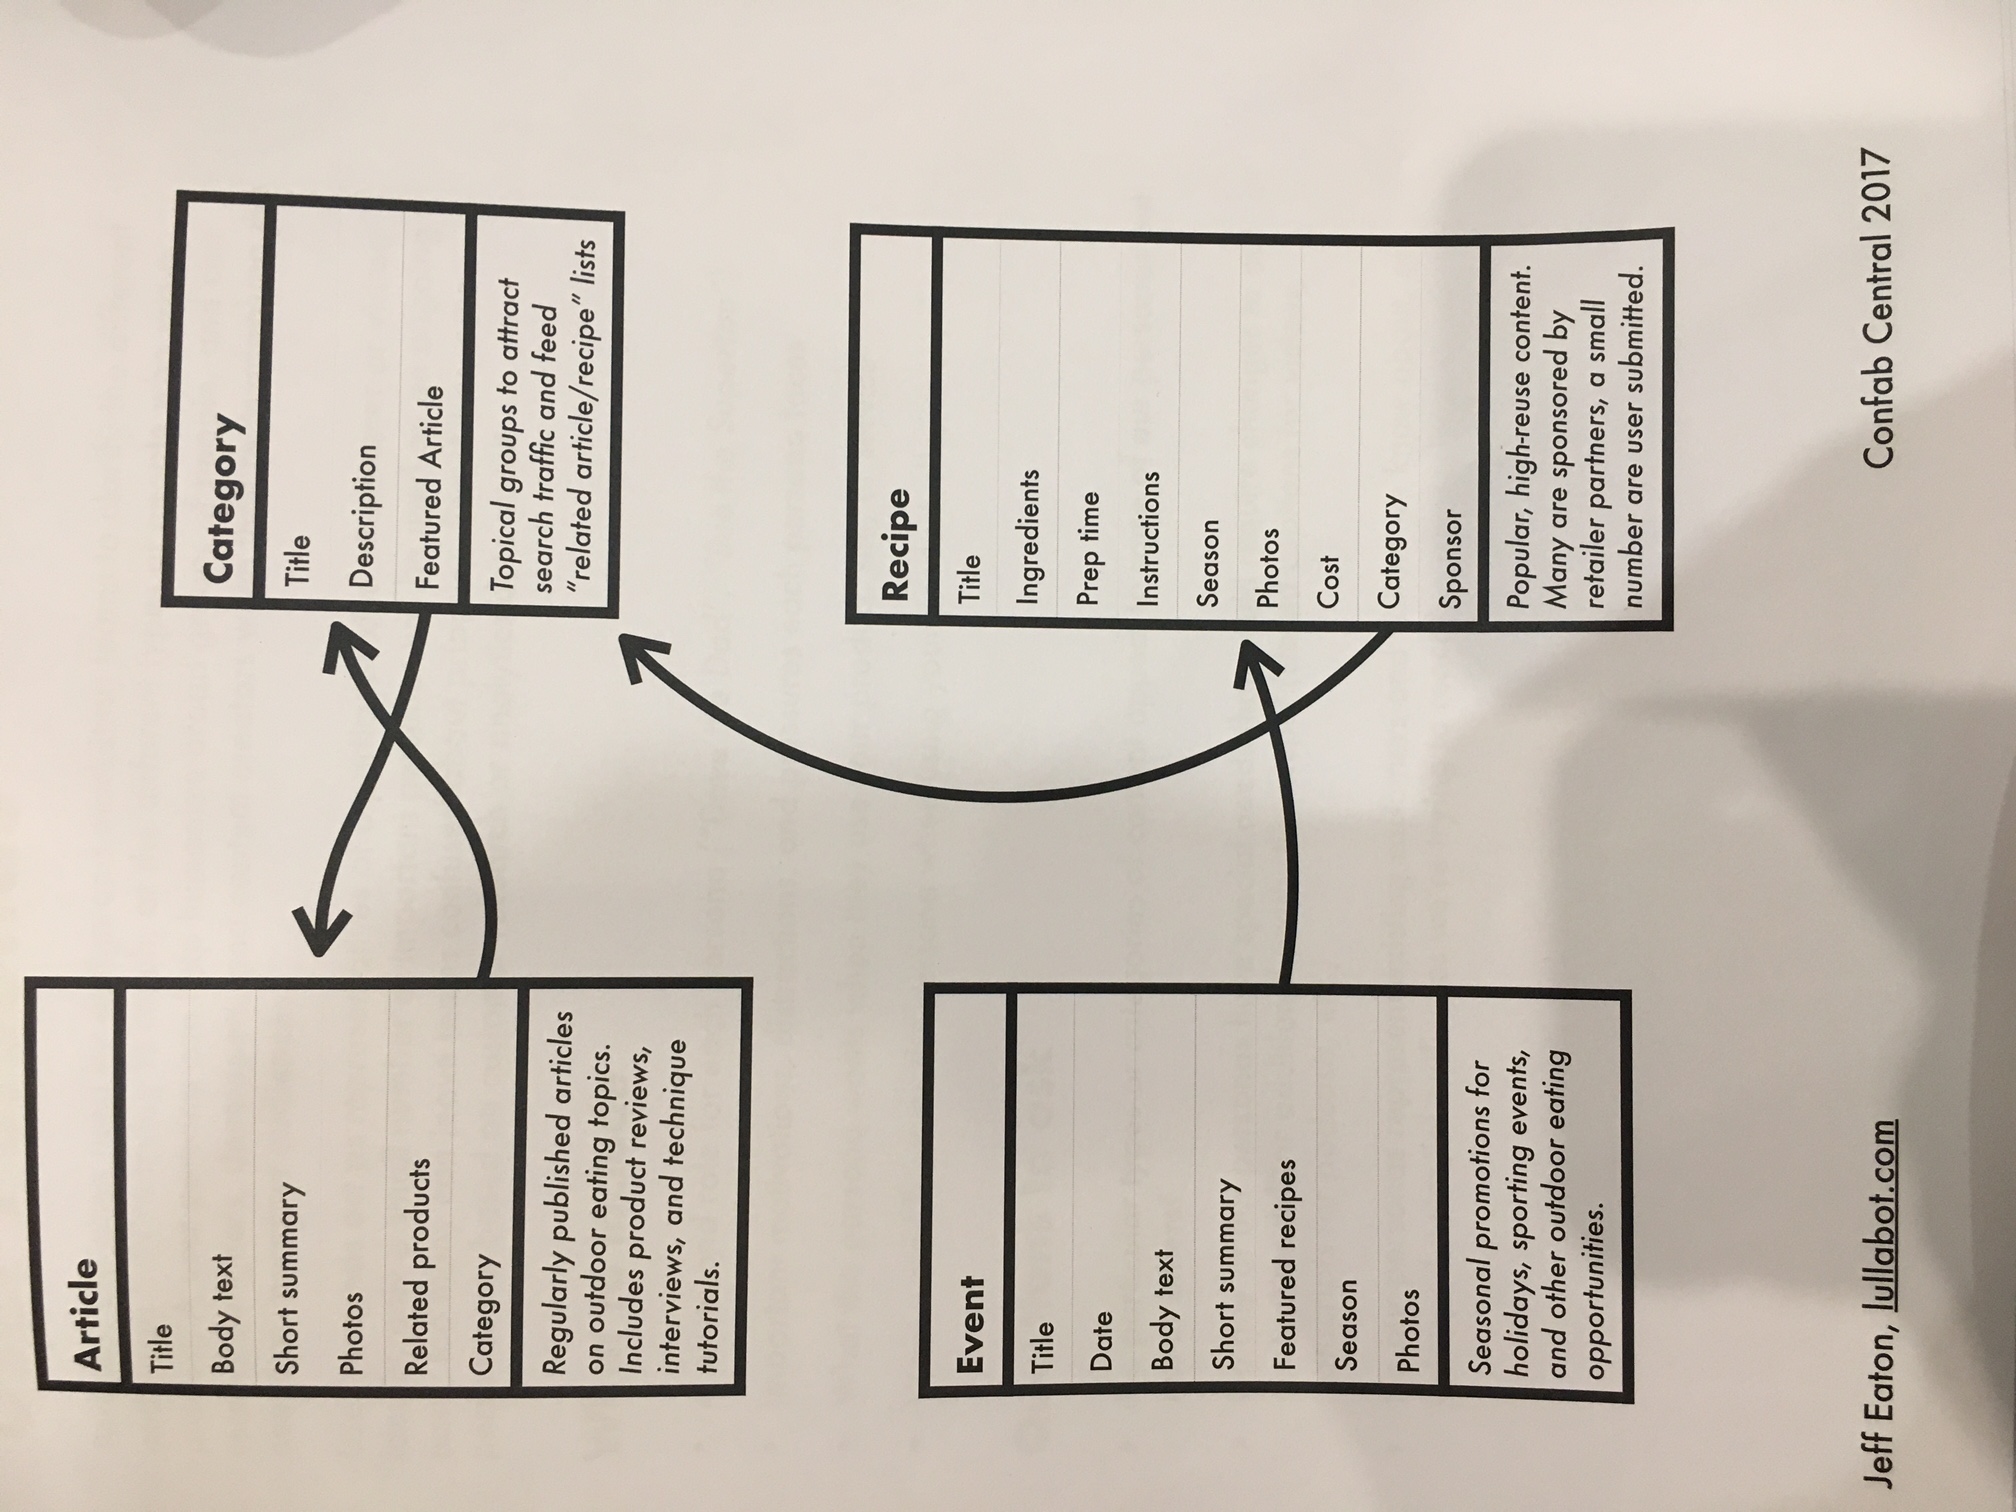 Article
Title
Body text
Short summary
Photos
Related products
Category
Regularly published articles
on outdoor eating topics.
Includes product reviews,
interviews, and technique
tutorials.
Category
Title
Description
Featured Article
Topical groups to attract
search traffic and feed
“related article/recipe” lists
Event
Title
Date
Body text
Short summary
Featured recipes
Season
Photos
Seasonal promotions for
holidays, sporting events,
and other outdoor eating
opportunities.
Recipe
Title
Ingredients
Prep time
Instructions
Season
Photos
Cost
Category
Sponsor
Popular, high-reuse content.
Many are sponsored by
retailer partners, a small
number are user submitted.
Jeff Eaton, lullabot.com
Confab Central 2017